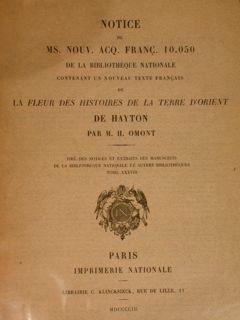 NOTICE
DU
MS. NOUV. ACQ. FRANÇ. 10.050
DE LA BIBLIOTHÈQUE NATIONALE
CONTENANT UN NOUVEAU TEXTE FRANÇAIS
DE
LA FLEUR DES HISTOIRES DE LA TERRE D'ORIENT
DE HAYTON
PAR M. H. OMONT
TIRÉ DES NOTICES ET EXTRAITS DES MANUSCRITS
DE LA BIBLIOTHÈQUE NATIONALE ET AUTRES BIBLIOTHÈQUES
TOME XXXVIII
PARIS
IMPRIMERIE NATIONALE
LIBRAIRIE C. KLINCKSIECK, RUE DE LILLE, 11
MDCCCCIII